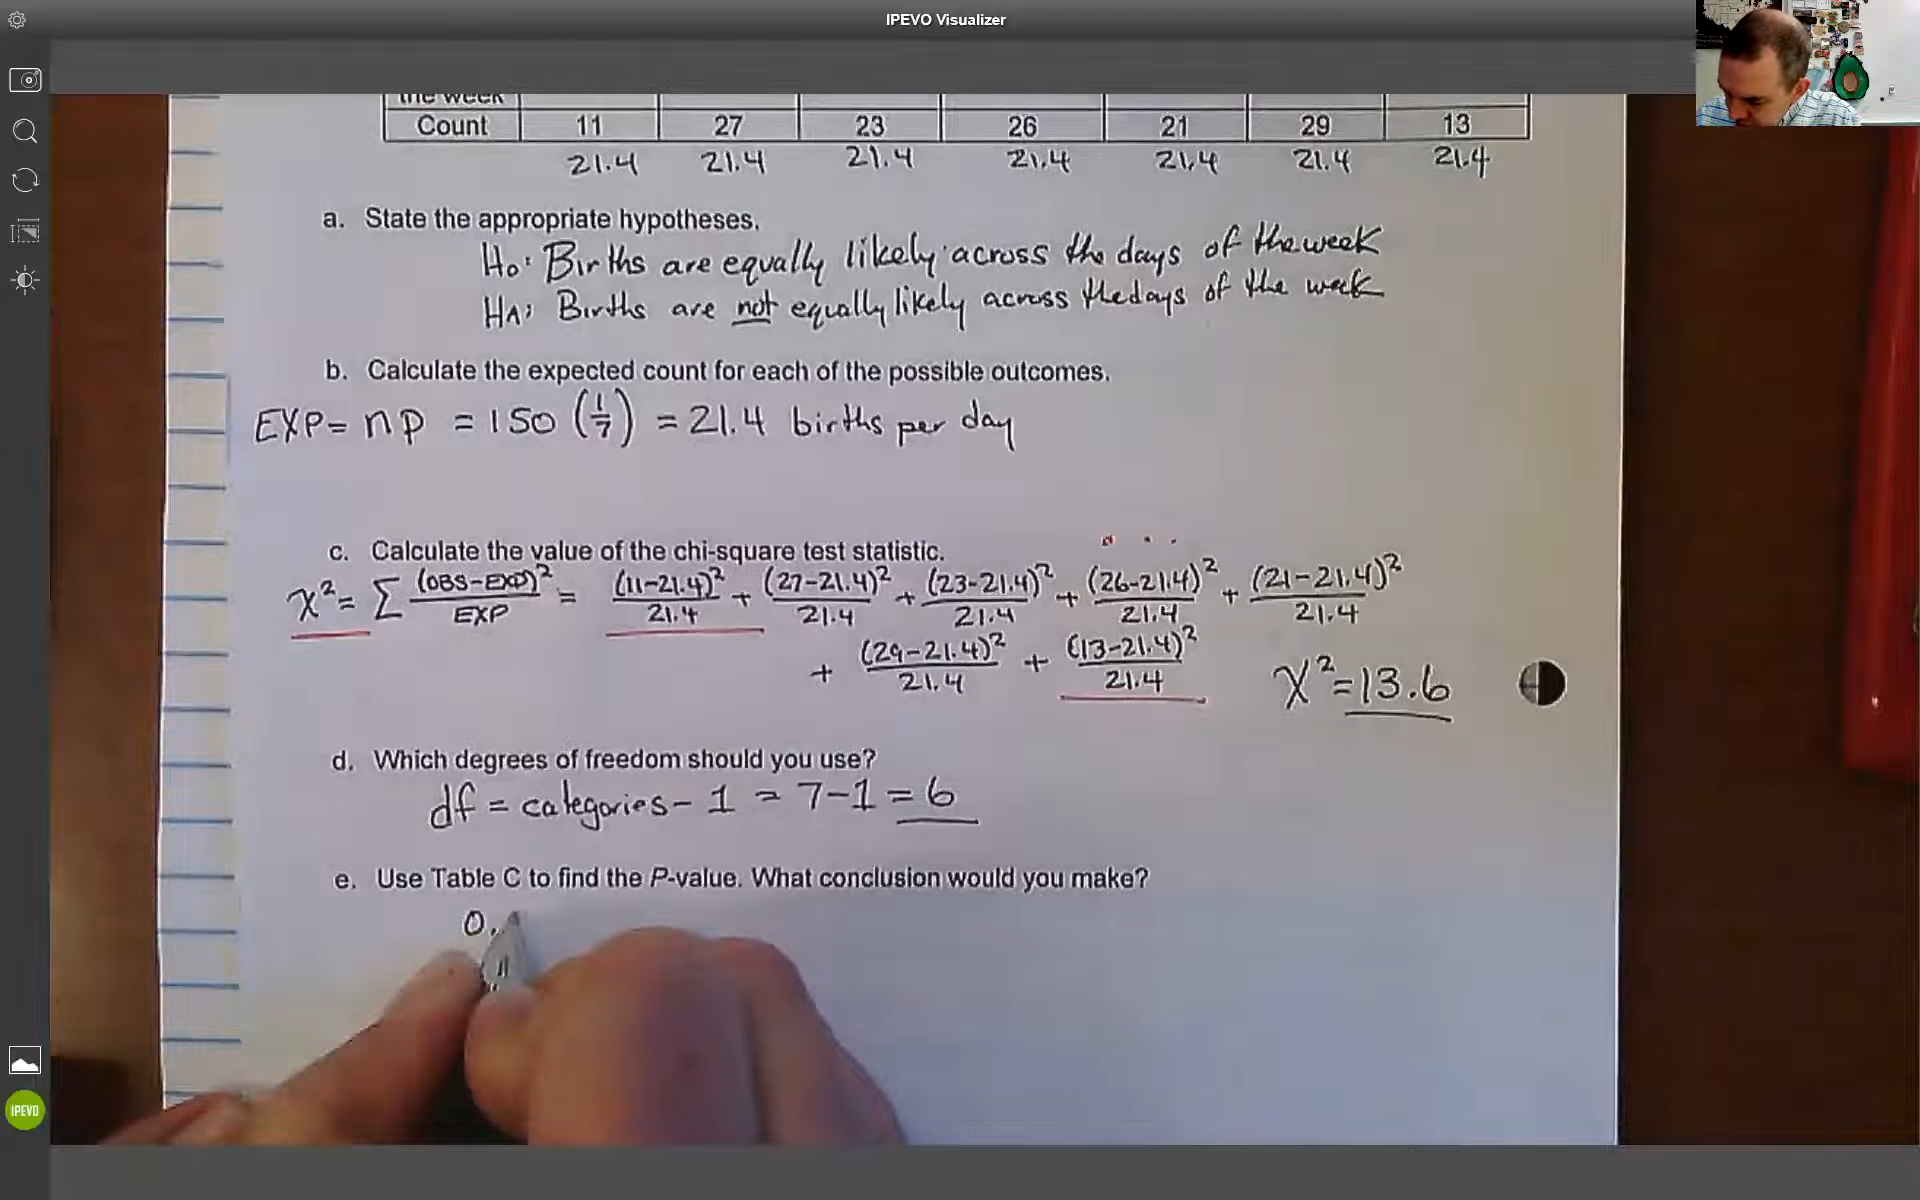 IPEVO Visualizer
the week
Count 11 27 23 26 21 29 13
21.4 21.4 21.4 21.4 21.4 21.4 21.4
a. State the appropriate hypotheses.
H₀: Births are equally likely across the days of the week
Hᴀ: Births are not equally likely across the days of the week
b. Calculate the expected count for each of the possible outcomes.
EXP = np = 150 (1/7) = 21.4 births per day
c. Calculate the value of the chi-square test statistic.
χ² = Σ (OBS-EXP)²/EXP = (11-21.4)²/21.4 + (27-21.4)²/21.4 + (23-21.4)²/21.4 + (26-21.4)²/21.4 + (21-21.4)²/21.4
+ (29-21.4)²/21.4 + (13-21.4)²/21.4 χ² = 13.6
d. Which degrees of freedom should you use?
df = categories - 1 = 7-1 = 6
e. Use Table C to find the P-value. What conclusion would you make?
0.
IPEVO